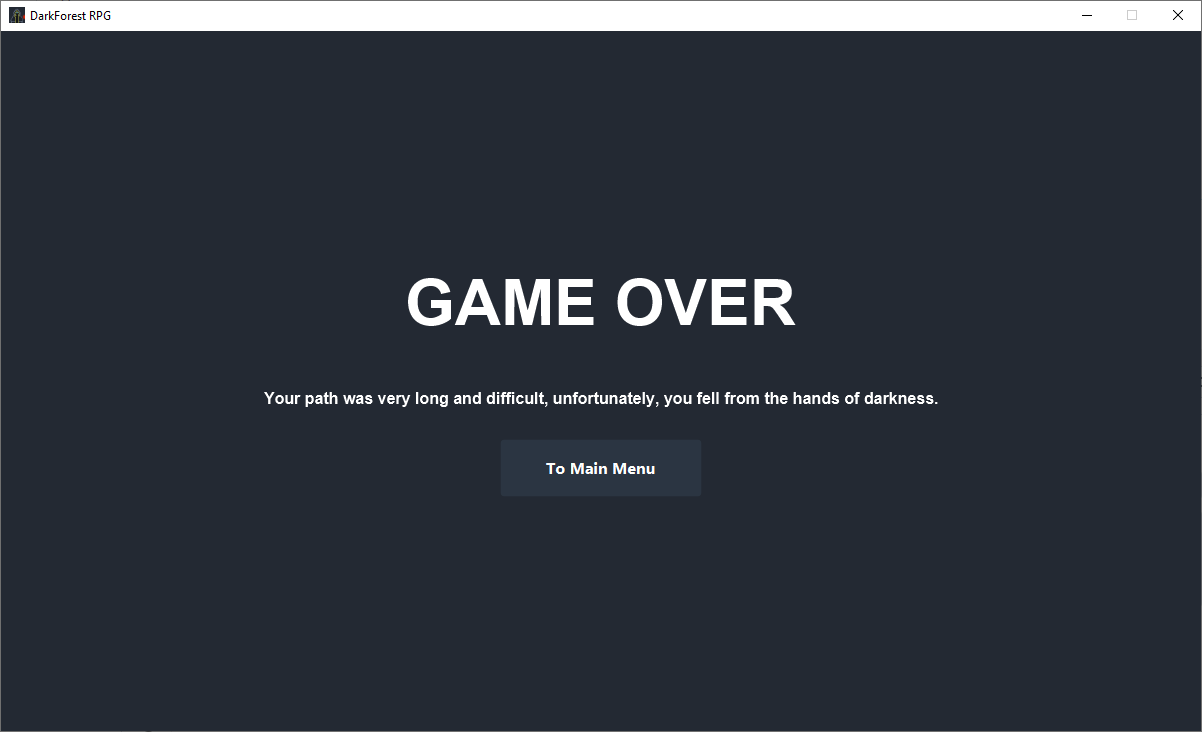 DarkForest RPG
GAME OVER
Your path was very long and difficult, unfortunately, you fell from the hands of darkness.
To Main Menu